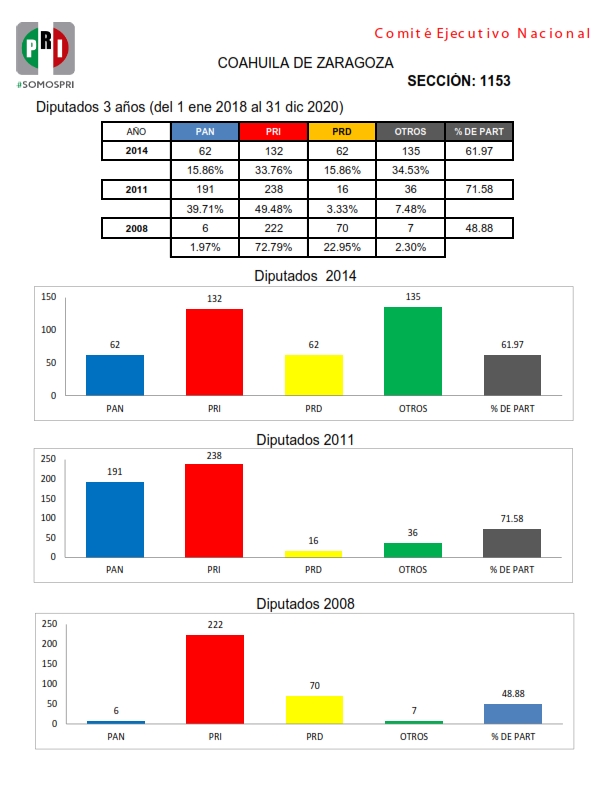 Comité Ejecutivo Nacional
PRI
#SOMOSPRI
COAHUILA DE ZARAGOZA
SECCIÓN: 1153
Diputados 3 años (del 1 ene 2018 al 31 dic 2020)
AÑO PAN PRI PRD OTROS % DE PART
2014 62 132 62 135 61.97
15.86% 33.76% 15.86% 34.53%
2011 191 238 16 36 71.58
39.71% 49.48% 3.33% 7.48%
2008 6 222 70 7 48.88
1.97% 72.79% 22.95% 2.30%
Diputados 2014
150
100
50
0
62 132 62 135 61.97
PAN PRI PRD OTROS % DE PART
Diputados 2011
250
200
150
100
50
0
191 238 16 36 71.58
PAN PRI PRD OTROS % DE PART
Diputados 2008
250
200
150
100
50
0
6 222 70 7 48.88
PAN PRI PRD OTROS % DE PART